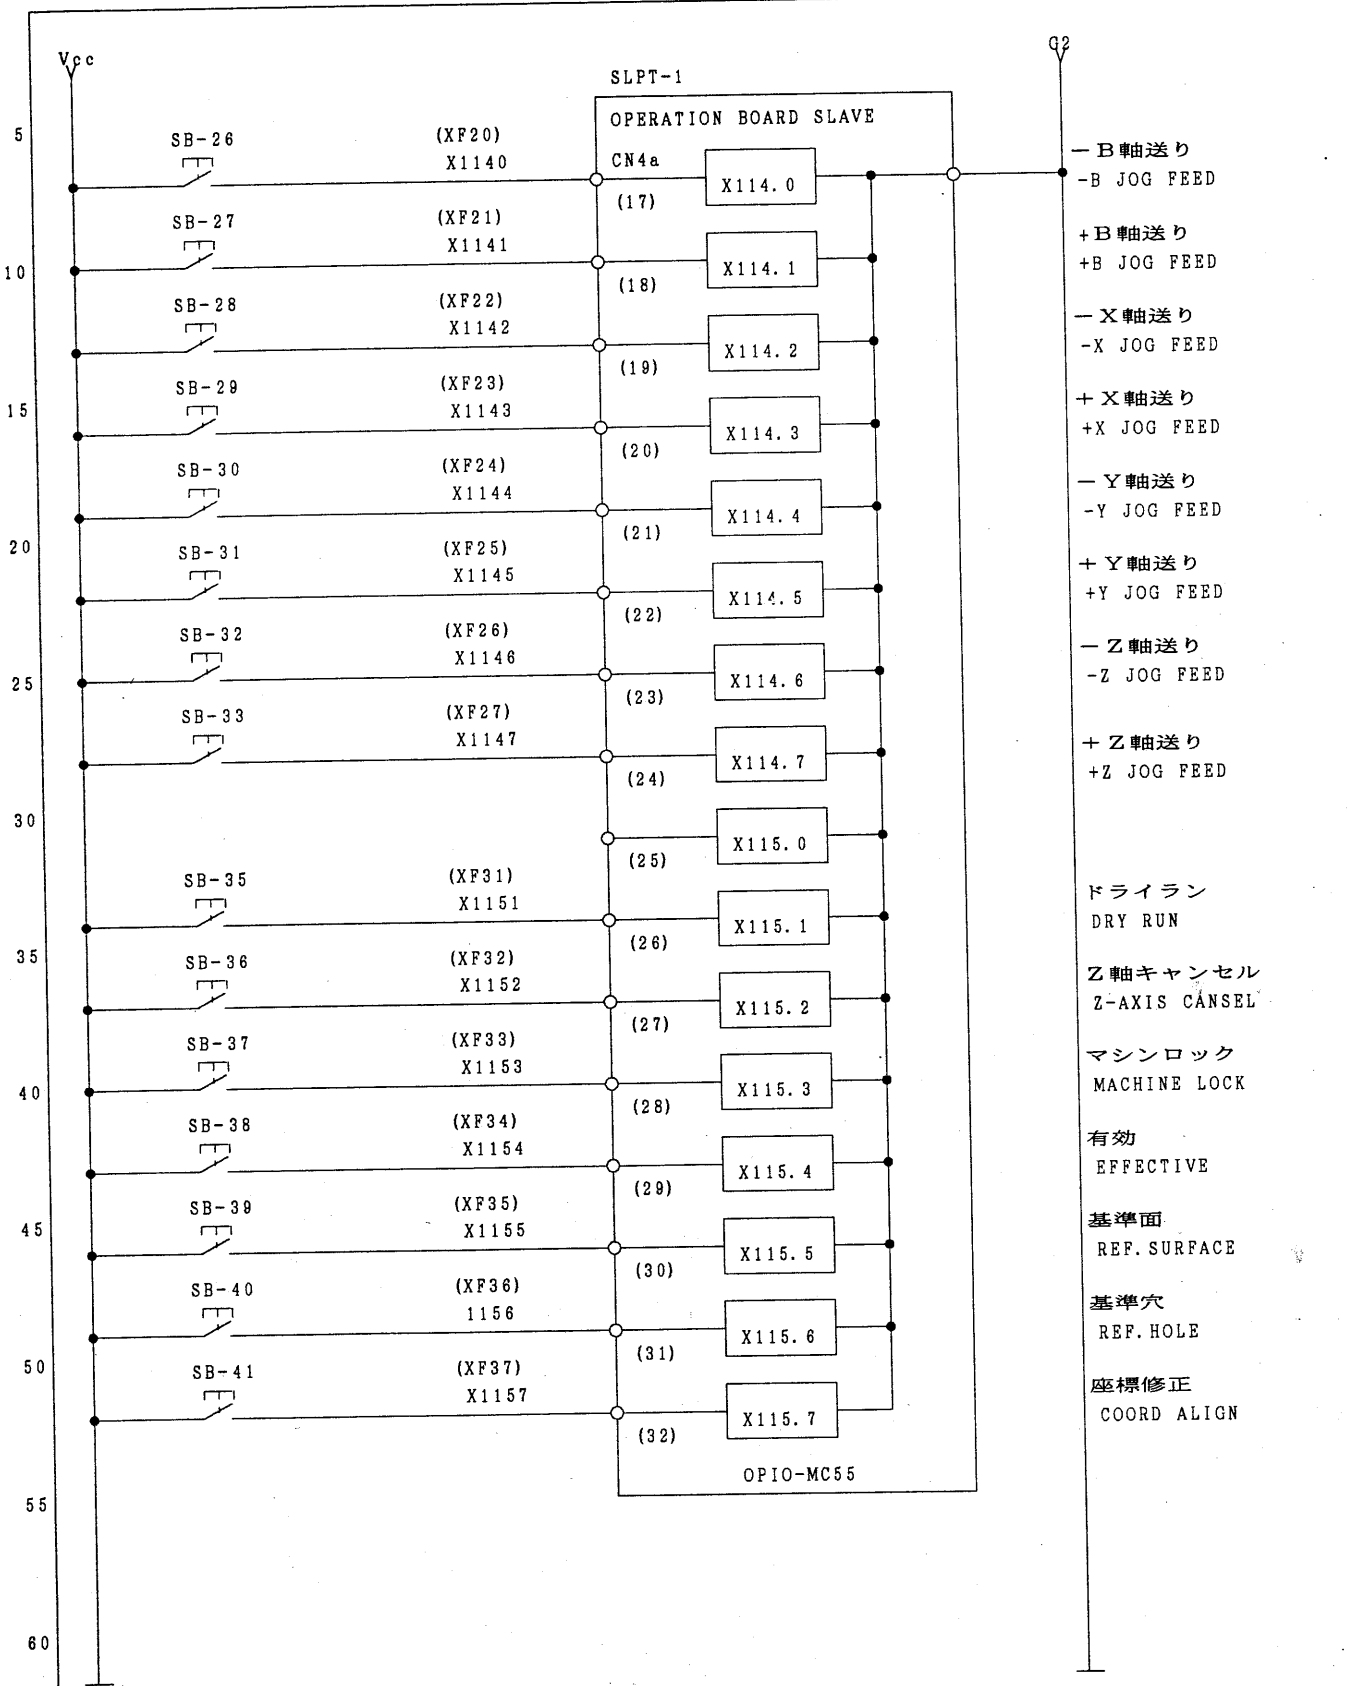 Vcc
G2
SLPT-1
OPERATION BOARD SLAVE
CN4a
5
SB-26
(XF20)
X1140
(17)
X114.0
－B軸送り
-B JOG FEED
SB-27
(XF21)
X1141
(18)
X114.1
+B軸送り
+B JOG FEED
10
SB-28
(XF22)
X1142
(19)
X114.2
－X軸送り
-X JOG FEED
SB-29
(XF23)
X1143
(20)
X114.3
＋X軸送り
+X JOG FEED
15
SB-30
(XF24)
X1144
(21)
X114.4
－Y軸送り
-Y JOG FEED
20
SB-31
(XF25)
X1145
(22)
X114.5
＋Y軸送り
+Y JOG FEED
SB-32
(XF26)
X1146
(23)
X114.6
－Z軸送り
-Z JOG FEED
25
SB-33
(XF27)
X1147
(24)
X114.7
＋Z軸送り
+Z JOG FEED
30
(25)
X115.0
SB-35
(XF31)
X1151
(26)
X115.1
ドライラン
DRY RUN
35
SB-36
(XF32)
X1152
(27)
X115.2
Z軸キャンセル
Z-AXIS CANSEL
SB-37
(XF33)
X1153
(28)
X115.3
マシンロック
MACHINE LOCK
40
SB-38
(XF34)
X1154
(29)
X115.4
有効
EFFECTIVE
45
SB-39
(XF35)
X1155
(30)
X115.5
基準面
REF.SURFACE
SB-40
(XF36)
1156
(31)
X115.6
基準穴
REF.HOLE
50
SB-41
(XF37)
X1157
(32)
X115.7
座標修正
COORD ALIGN
OPIO-MC55
55
60